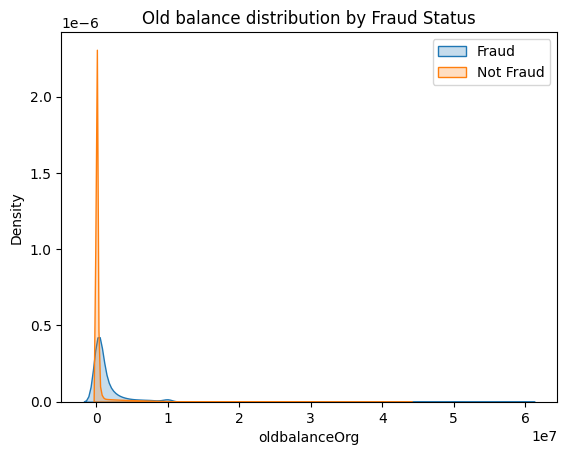 Old balance distribution by Fraud Status
1e−6
Fraud
Not Fraud
2.0
1.5
1.0
0.5
0.0
Density
0 1 2 3 4 5 6
1e7
oldbalanceOrg